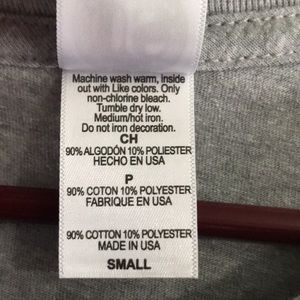 Machine wash warm, inside
out with Like colors. Only
non-chlorine bleach.
Tumble dry low.
Medium/hot iron.
Do not iron decoration.
CH
90% ALGODÓN 10% POLIESTER
HECHO EN USA
P
90% COTTON 10% POLYESTER
FABRIQUE EN USA
90% COTTON 10% POLYESTER
MADE IN USA
SMALL